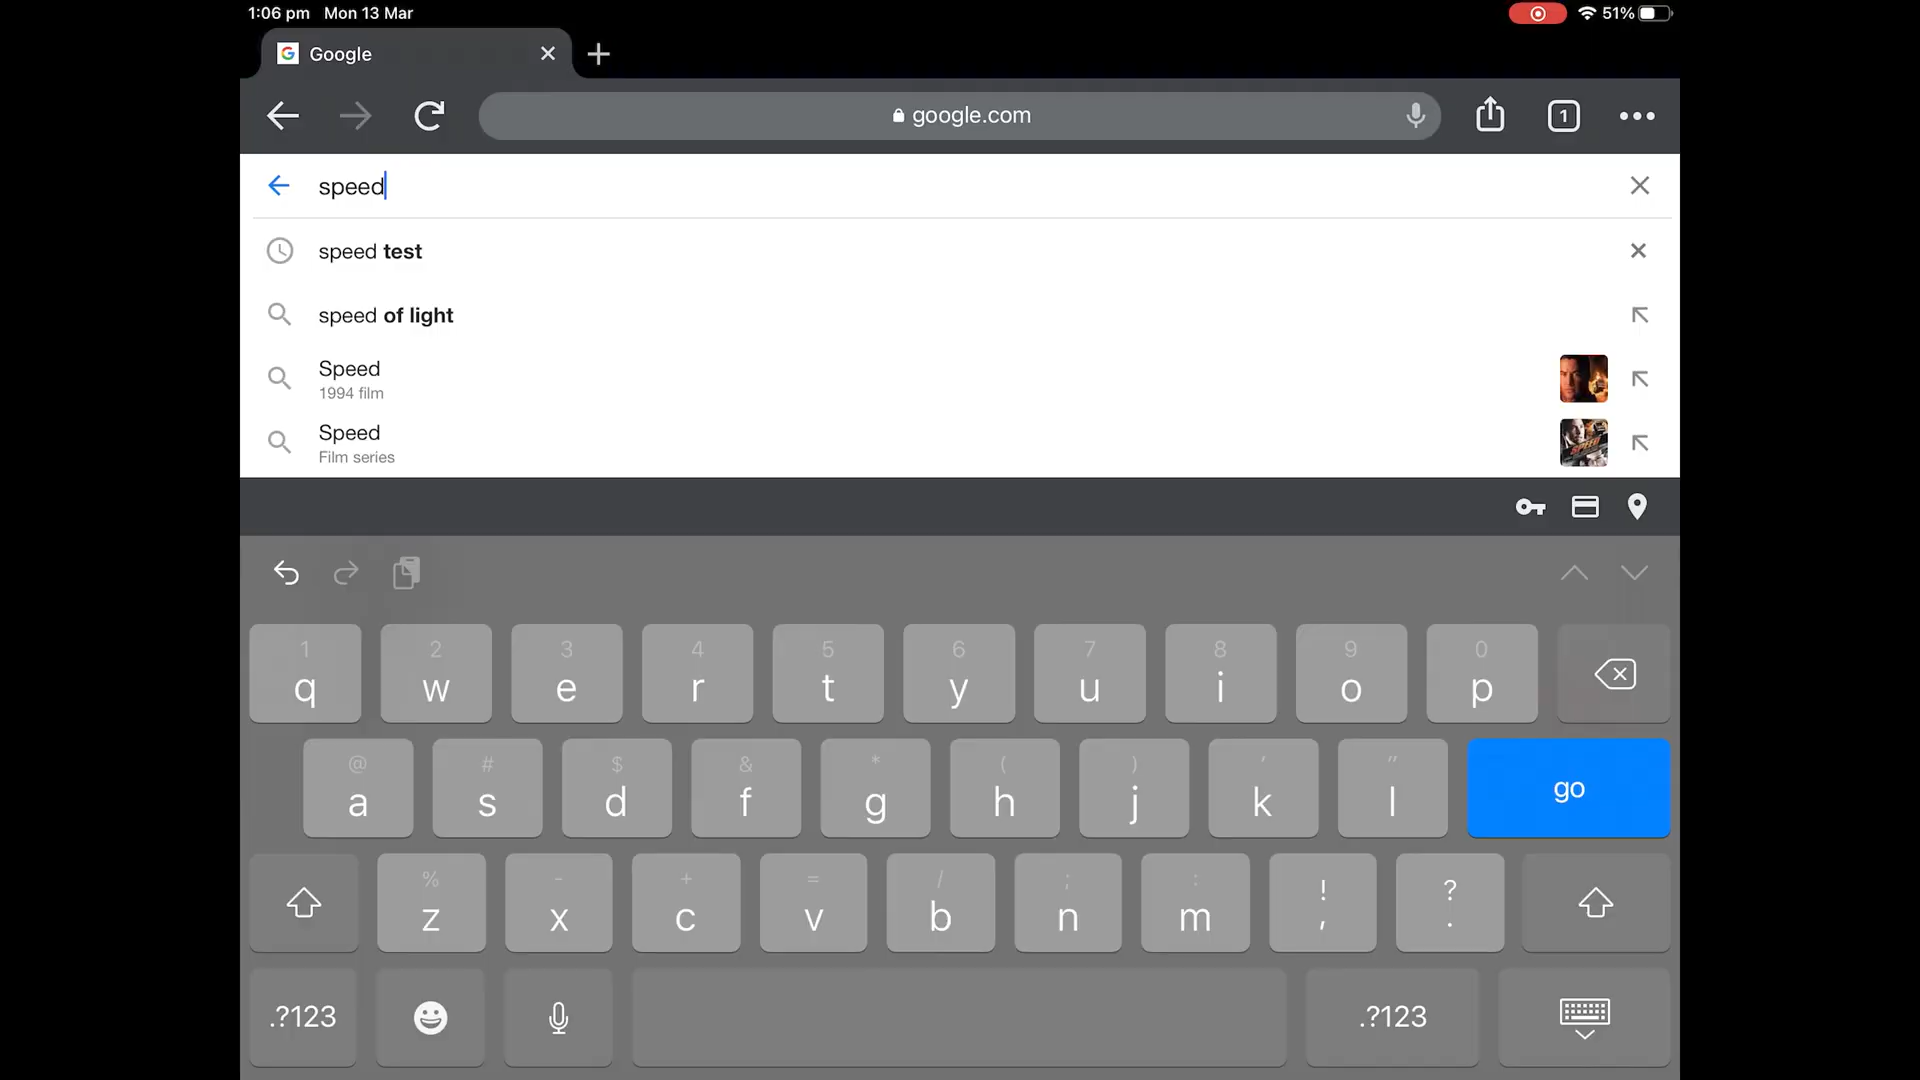 1:06 pm Mon 13 Mar
51%
Google
google.com
1
speed
speed test
speed of light
Speed
1994 film
Speed
Film series
1 2 3 4 5 6 7 8 9 0
q w e r t y u i o p
@ # $ & * ( ) ' "
a s d f g h j k l go
% - + = / ; : ! ?
z x c v b n m , .
.?123 .?123